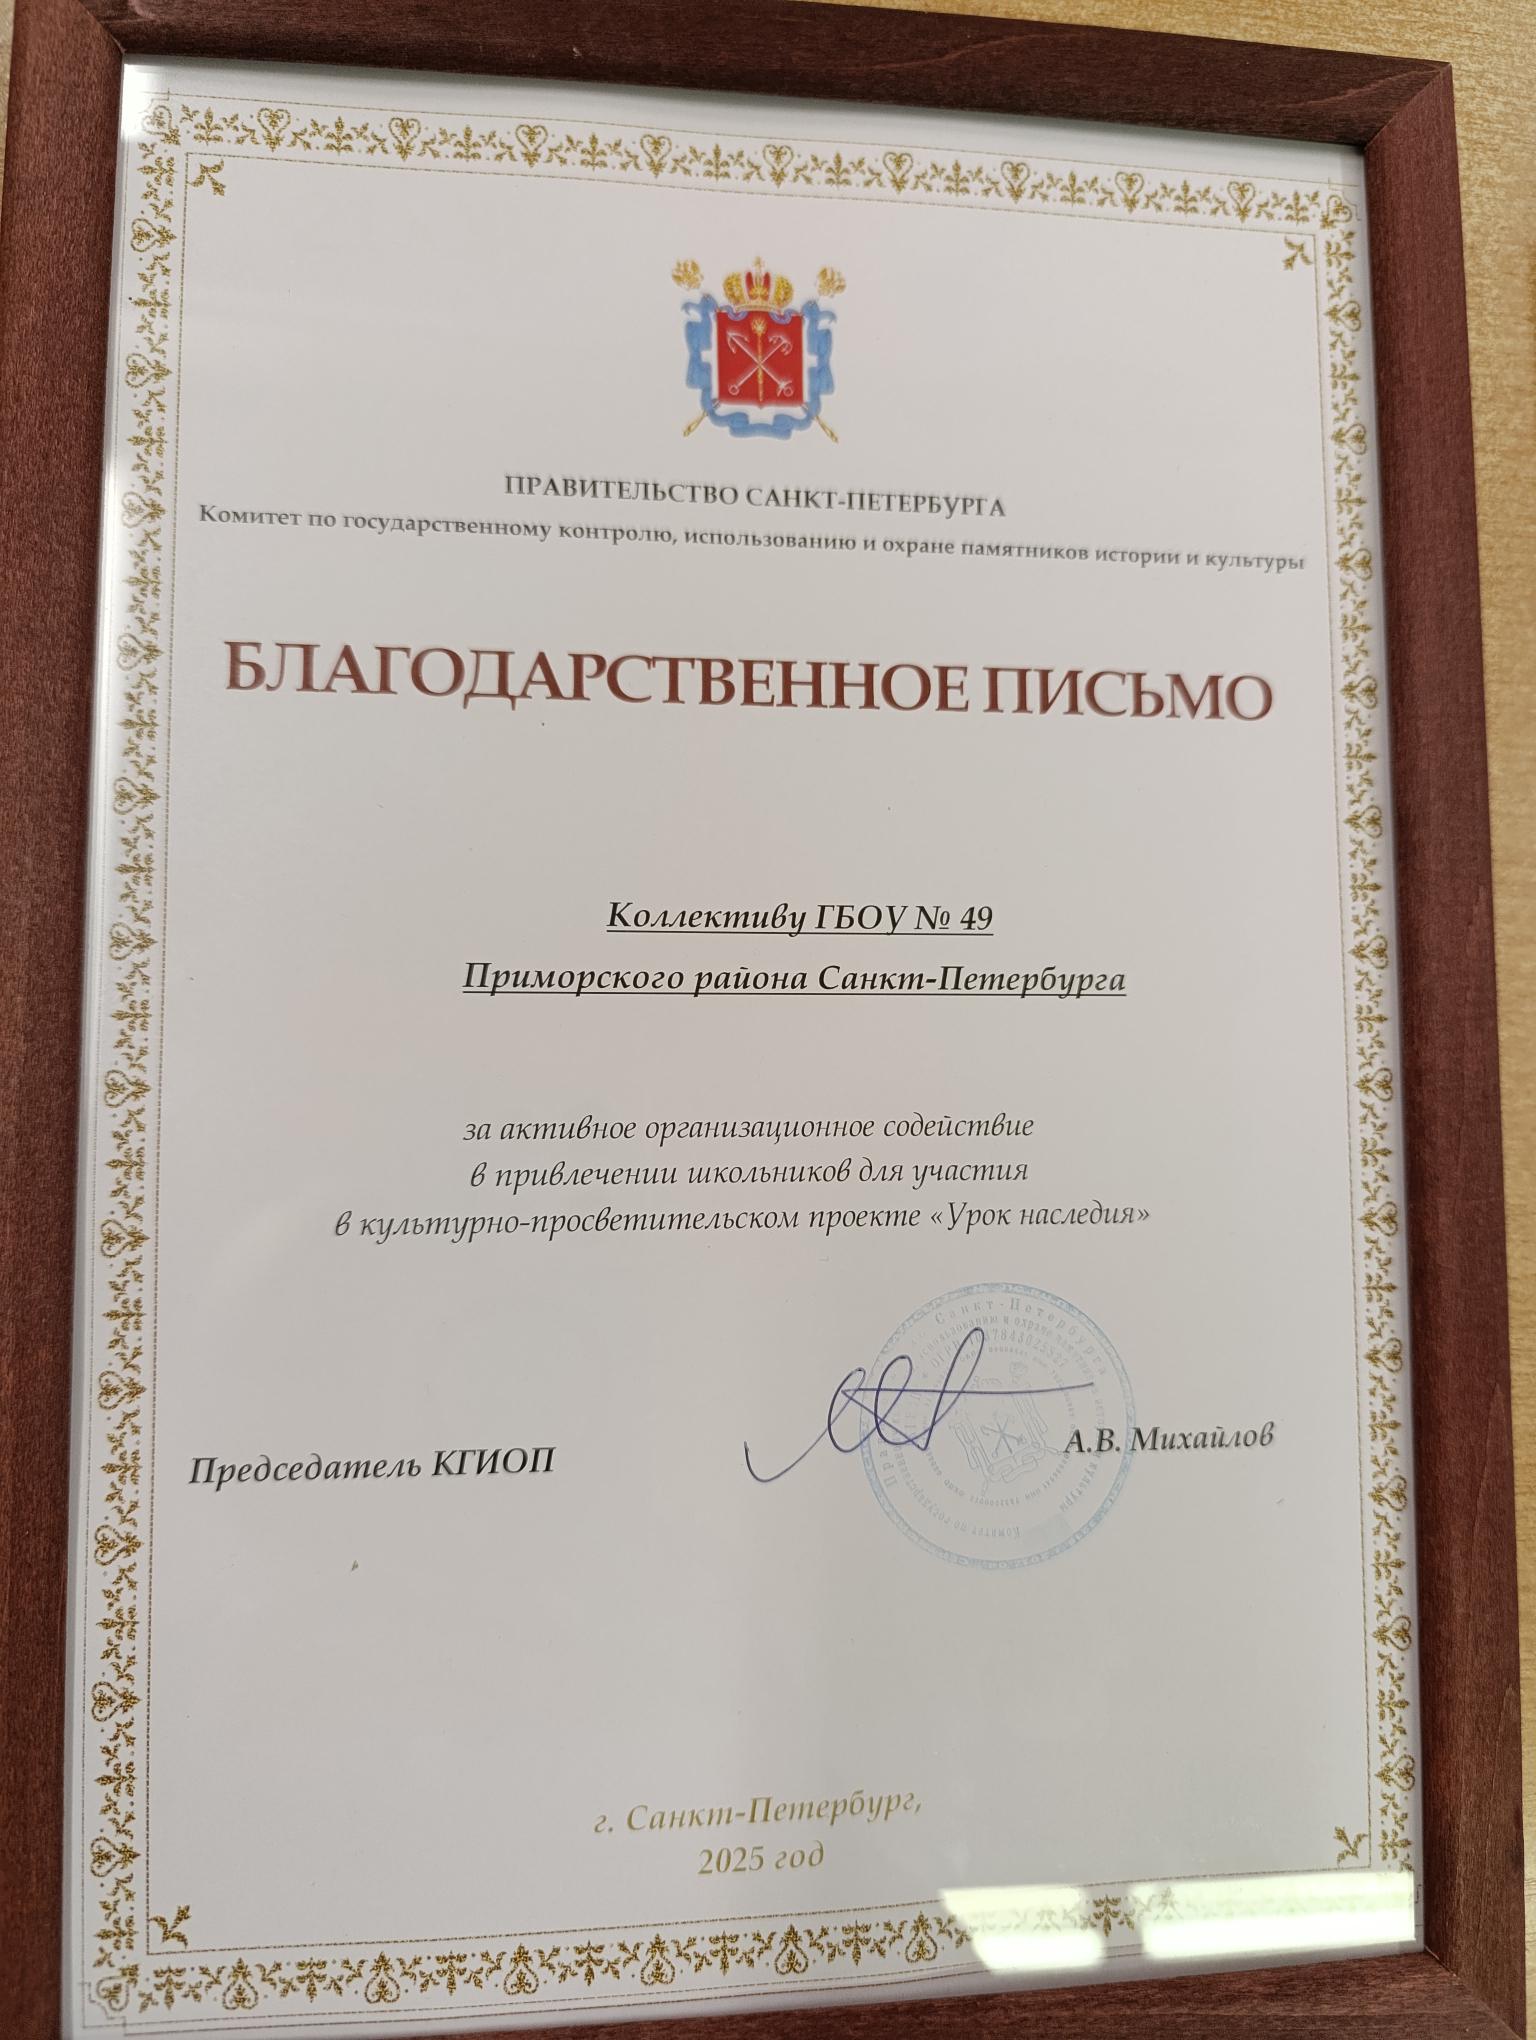 ПРАВИТЕЛЬСТВО САНКТ-ПЕТЕРБУРГА
Комитет по государственному контролю, использованию и охране памятников истории и культуры
БЛАГОДАРСТВЕННОЕ ПИСЬМО
Коллективу ГБОУ № 49
Приморского района Санкт-Петербурга
за активное организационное содействие
в привлечении школьников для участия
в культурно-просветительском проекте «Урок наследия»
Председатель КГИОП
А.В. Михайлов
г. Санкт-Петербург,
2025 год